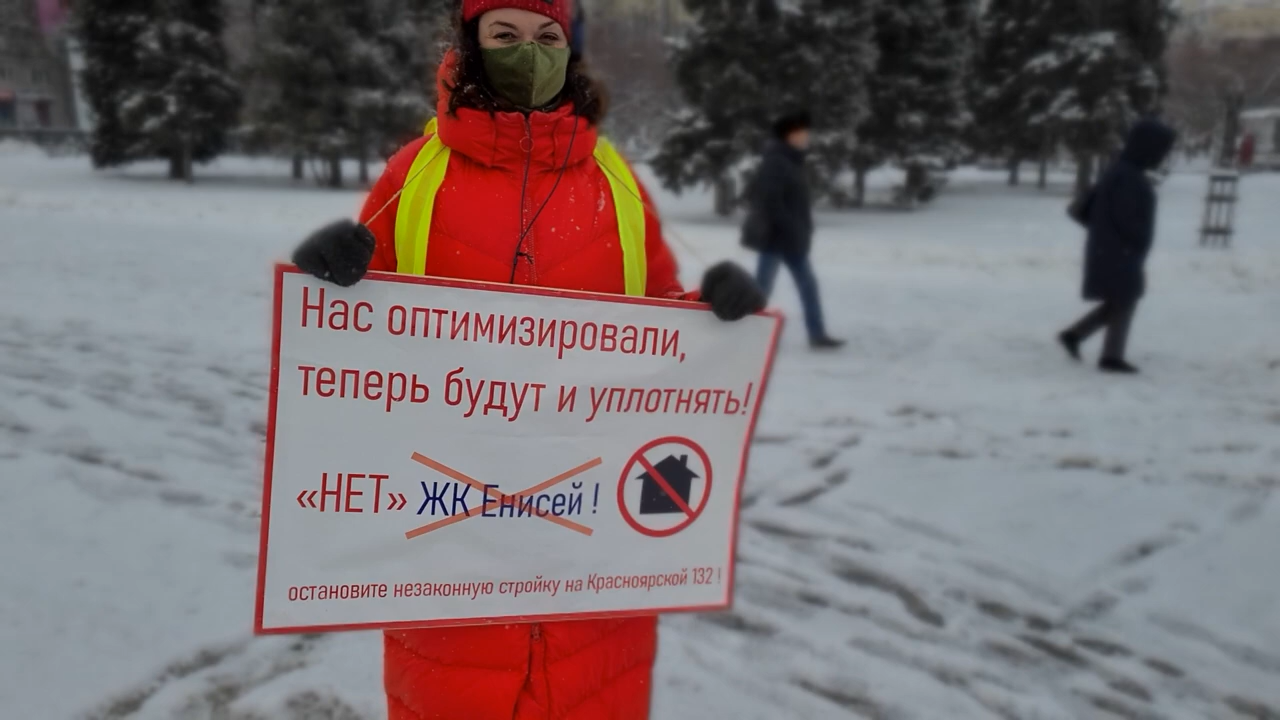 Нас оптимизировали,
теперь будут и уплотнять!
«НЕТ» ЖК Енисей !
остановите незаконную стройку на Красноярской 132 !